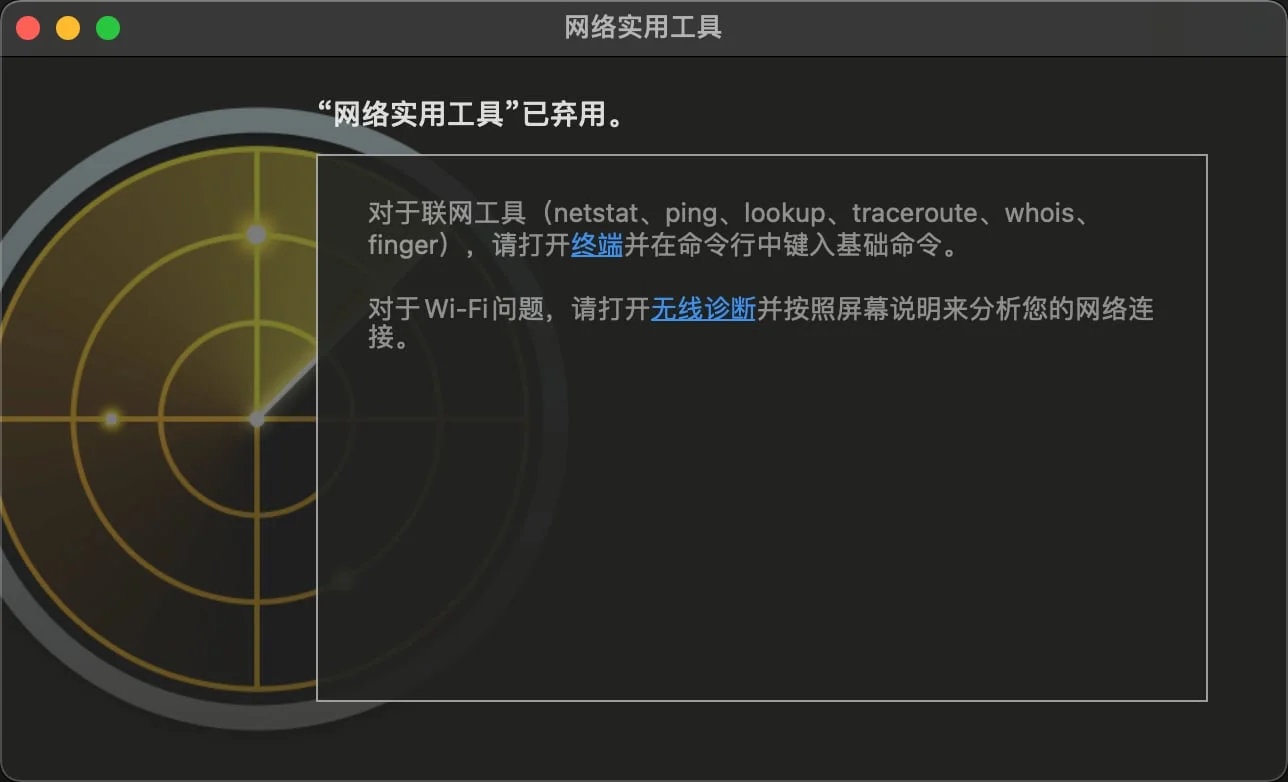 网络实用工具
“网络实用工具”已弃用。
对于联网工具（netstat、ping、lookup、traceroute、whois、
finger），请打开终端并在命令行中键入基础命令。
对于 Wi-Fi 问题，请打开无线诊断并按照屏幕说明来分析您的网络连
接。